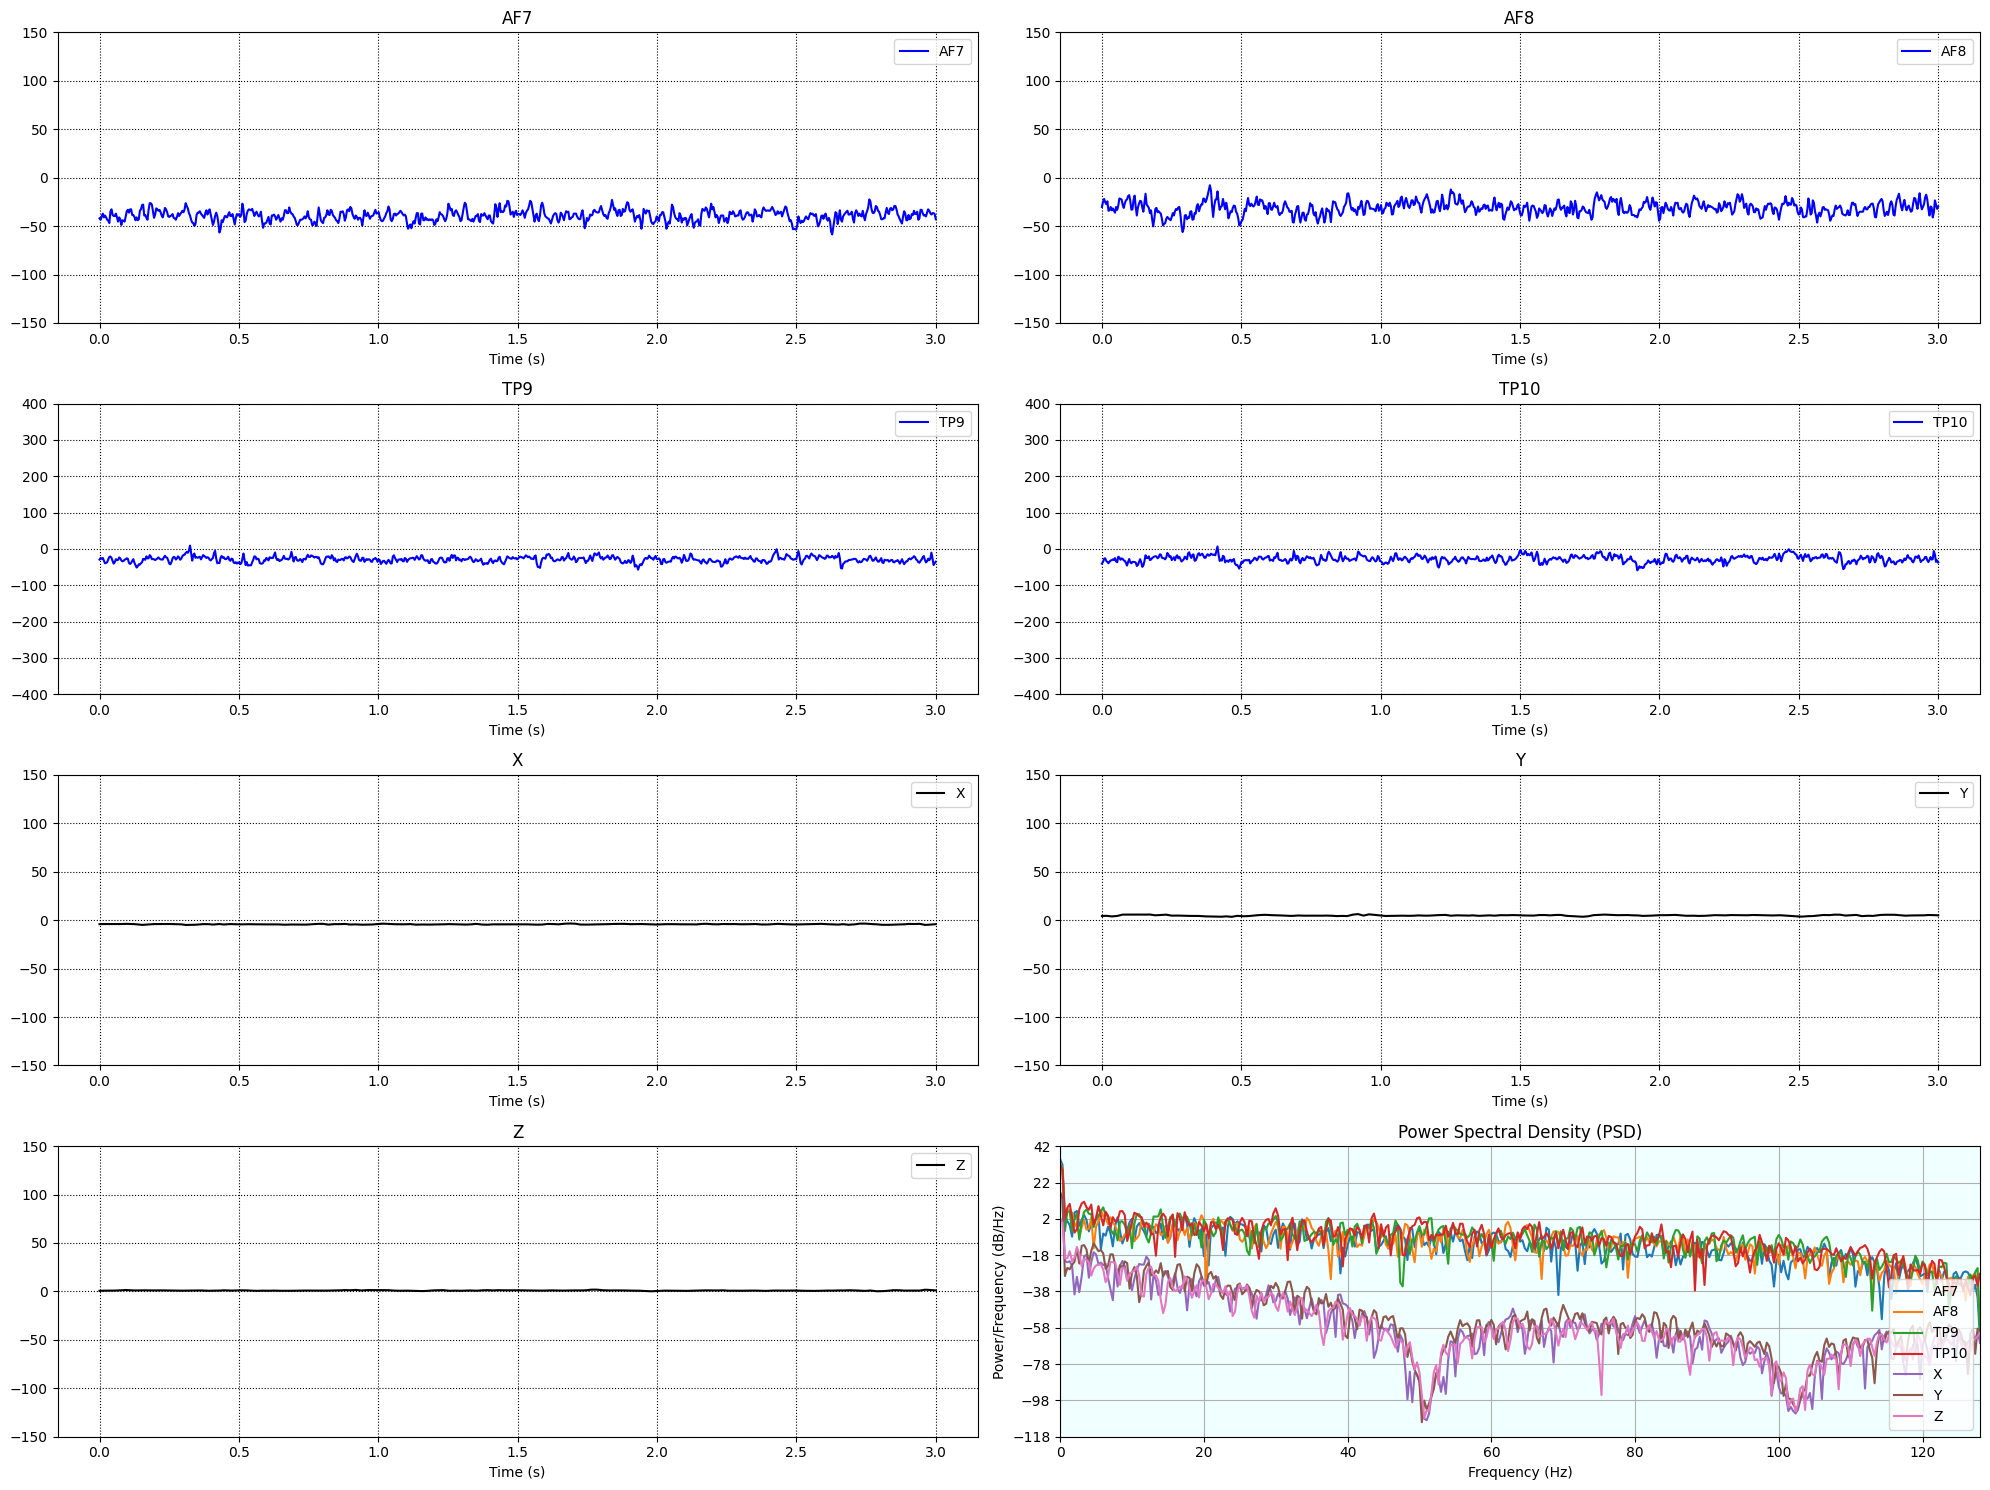 AF7
150
100
50
0
−50
−100
−150
AF7
0.0 0.5 1.0 1.5 2.0 2.5 3.0
Time (s)
AF8
150
100
50
0
−50
−100
−150
AF8
0.0 0.5 1.0 1.5 2.0 2.5 3.0
Time (s)
TP9
400
300
200
100
0
−100
−200
−300
−400
TP9
0.0 0.5 1.0 1.5 2.0 2.5 3.0
Time (s)
TP10
400
300
200
100
0
−100
−200
−300
−400
TP10
0.0 0.5 1.0 1.5 2.0 2.5 3.0
Time (s)
X
150
100
50
0
−50
−100
−150
X
0.0 0.5 1.0 1.5 2.0 2.5 3.0
Time (s)
Y
150
100
50
0
−50
−100
−150
Y
0.0 0.5 1.0 1.5 2.0 2.5 3.0
Time (s)
Z
150
100
50
0
−50
−100
−150
Z
0.0 0.5 1.0 1.5 2.0 2.5 3.0
Time (s)
Power Spectral Density (PSD)
Power/Frequency (dB/Hz)
42
22
2
−18
−38
−58
−78
−98
−118
AF7
AF8
TP9
TP10
X
Y
Z
0 20 40 60 80 100 120
Frequency (Hz)